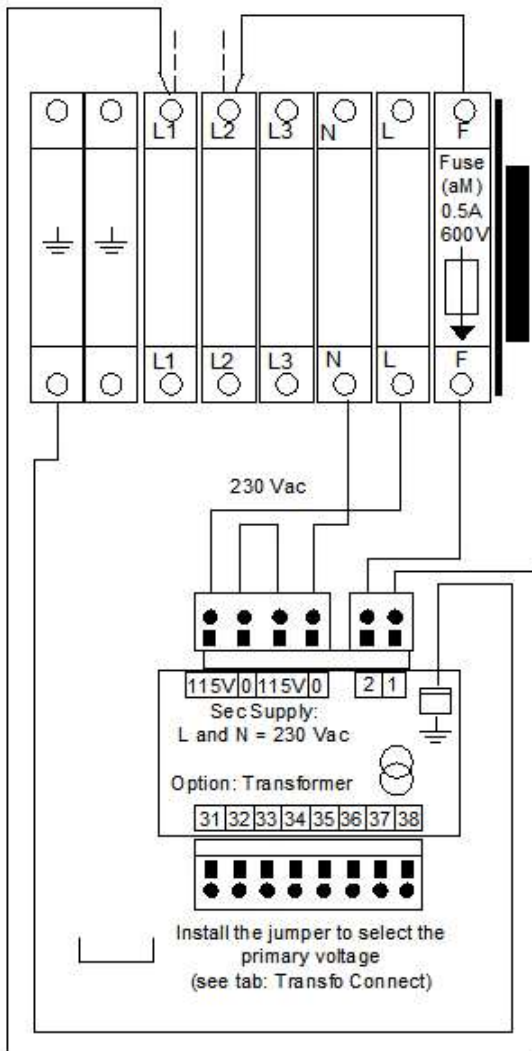 L1 L2 L3 N L F
Fuse
(aM)
0.5A
600V
L1 L2 L3 N L F
230 Vac
115V 0 115V 0 2 1
Sec Supply:
L and N = 230 Vac
Option: Transformer
31 32 33 34 35 36 37 38
Install the jumper to select the
primary voltage
(see tab: Transfo Connect)